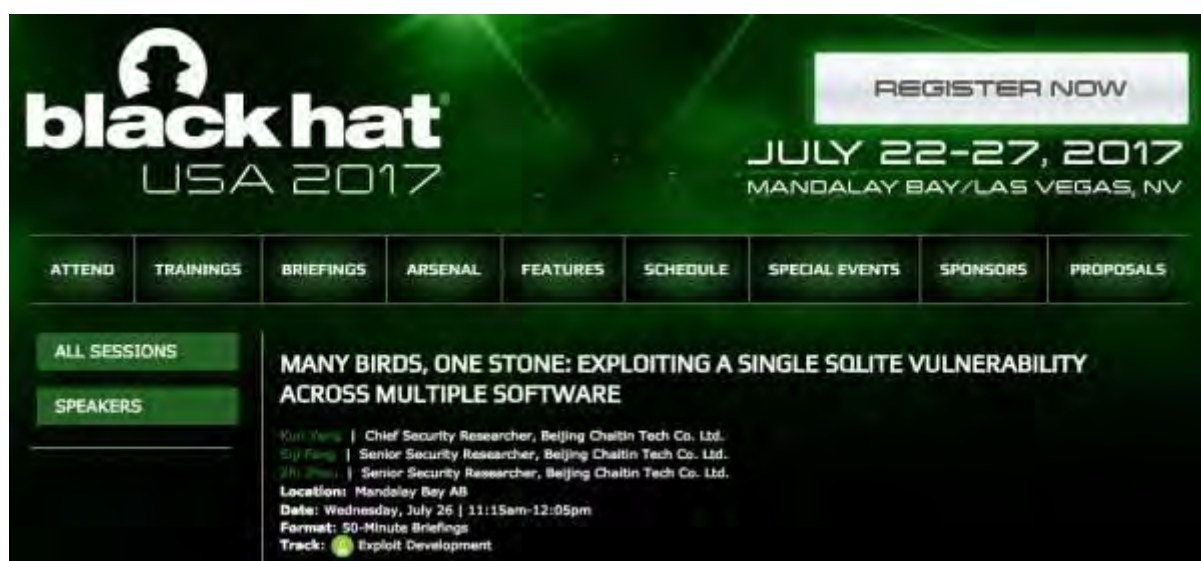 blackhat
USA 2017
REGISTER NOW
JULY 22-27, 2017
MANDALAY BAY/LAS VEGAS, NV
ATTEND TRAININGS BRIEFINGS ARSENAL FEATURES SCHEDULE SPECIAL EVENTS SPONSORS PROPOSALS
ALL SESSIONS
SPEAKERS
MANY BIRDS, ONE STONE: EXPLOITING A SINGLE SQLITE VULNERABILITY
ACROSS MULTIPLE SOFTWARE
Kun Yang | Chief Security Researcher, Beijing Chaitin Tech Co. Ltd.
| Senior Security Researcher, Beijing Chaitin Tech Co. Ltd.
| Senior Security Researcher, Beijing Chaitin Tech Co. Ltd.
Location: Mandalay Bay AB
Date: Wednesday, July 26 | 11:15am-12:05pm
Format: 50-Minute Briefings
Track: Exploit Development